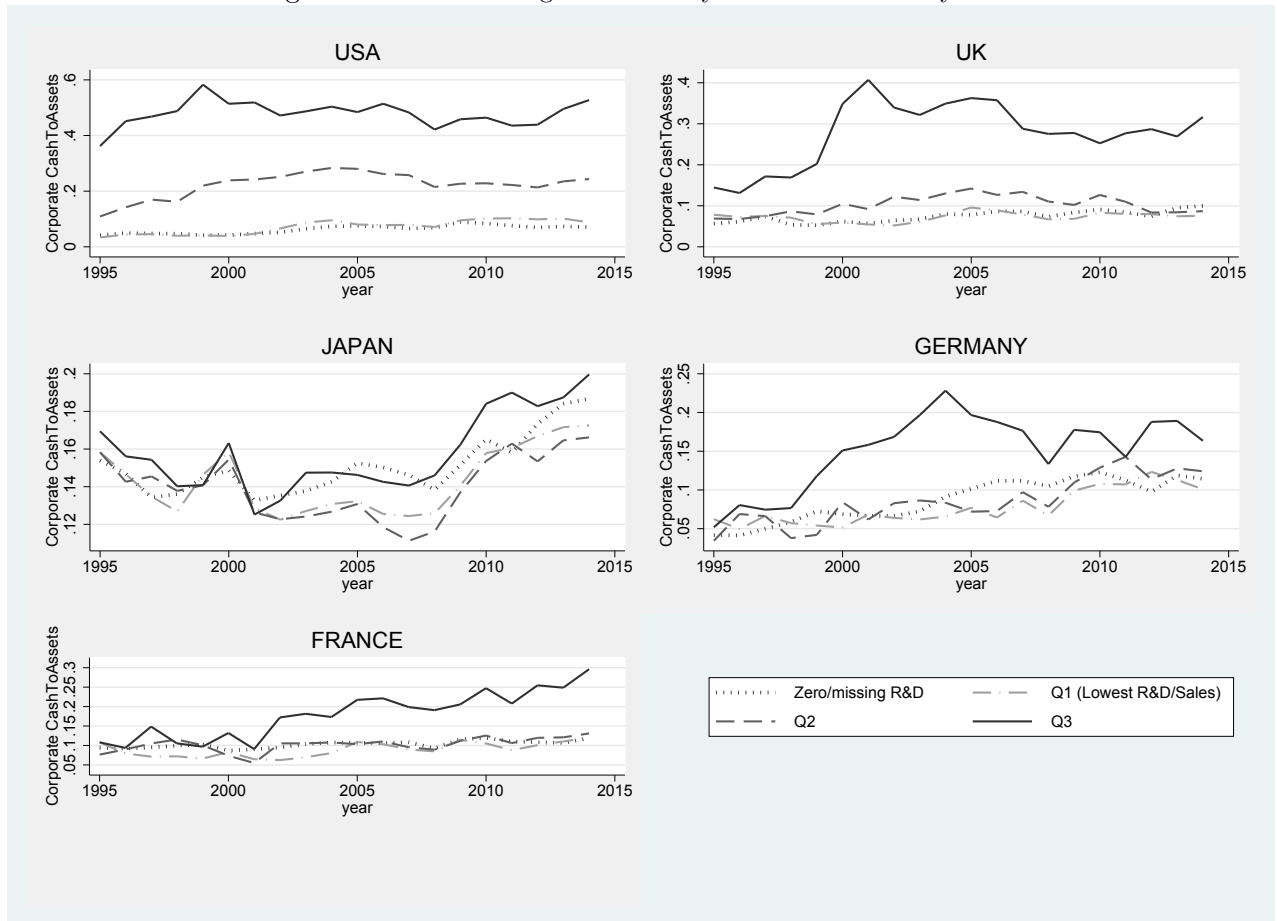 USA
Corporate CashToAssets
0 .2 .4 .6
1995 2000 2005 2010 2015
year
UK
Corporate CashToAssets
0 .1 .2 .3 .4
1995 2000 2005 2010 2015
year
JAPAN
Corporate CashToAssets
.12 .14 .16 .18 .2
1995 2000 2005 2010 2015
year
GERMANY
Corporate CashToAssets
.05 .1 .15 .2 .25
1995 2000 2005 2010 2015
year
FRANCE
Corporate CashToAssets
.05 .1 .15 .2 .25 .3
1995 2000 2005 2010 2015
year
Zero/missing R&D
Q1 (Lowest R&D/Sales)
Q2
Q3